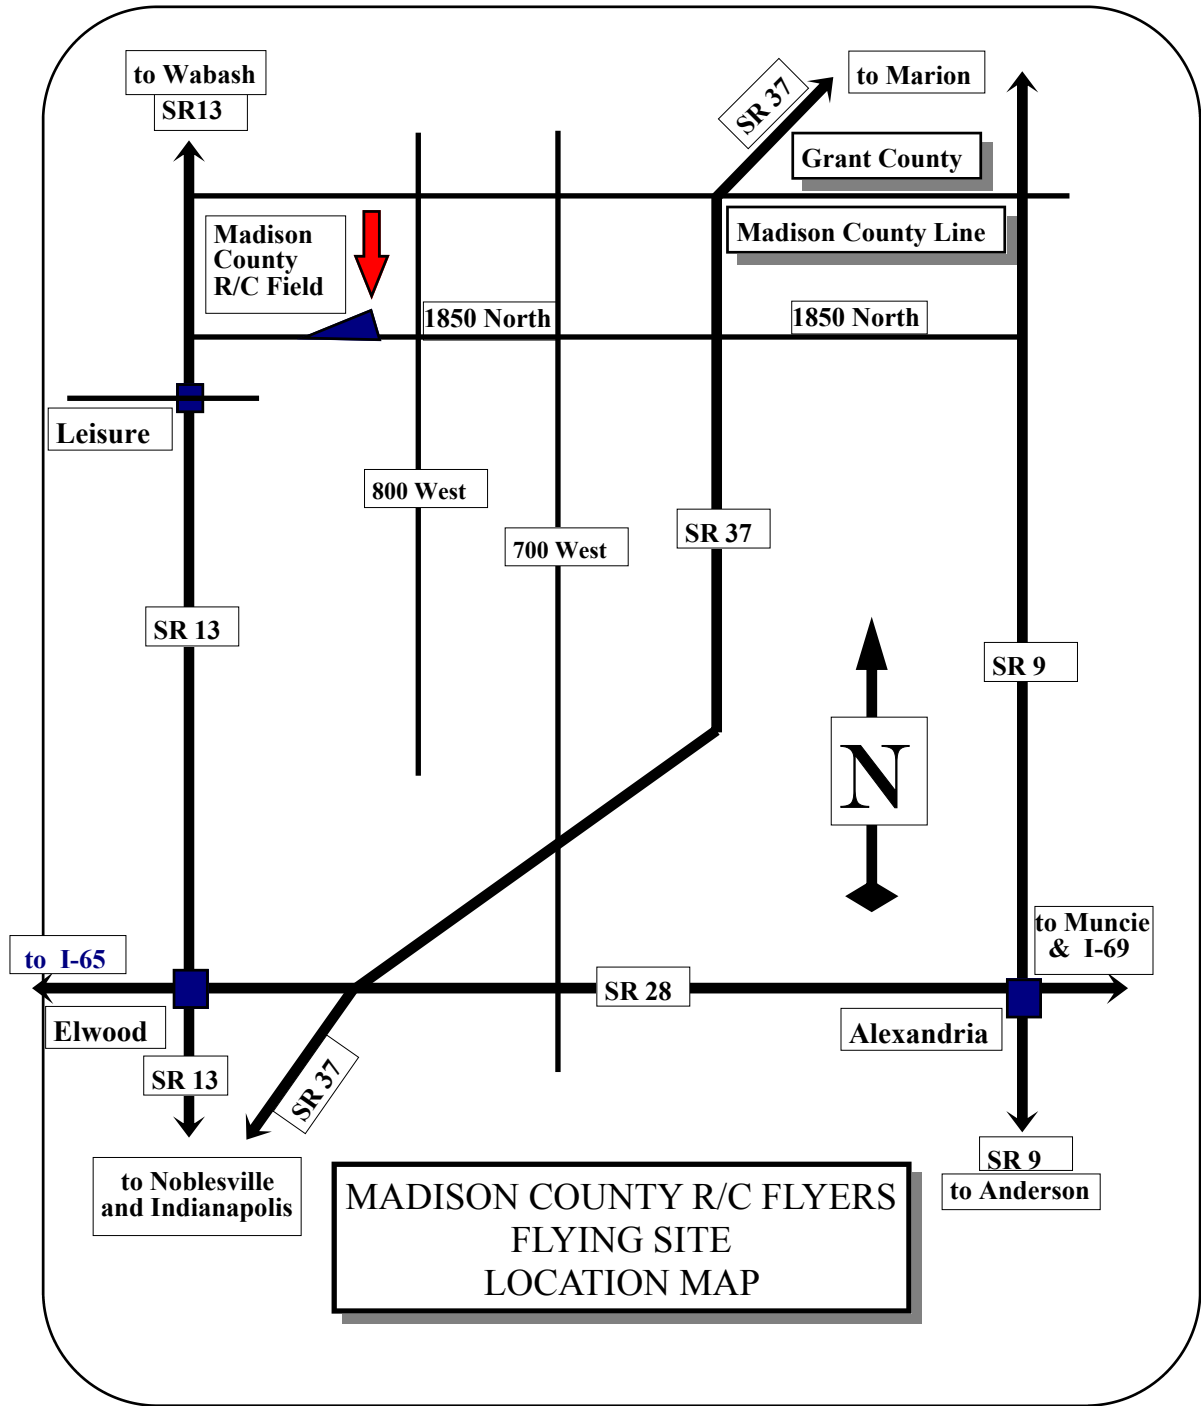 to Wabash
SR13
SR 37
to Marion
Grant County
Madison County Line
Madison
County
R/C Field
1850 North
1850 North
Leisure
800 West
700 West
SR 37
SR 13
SR 9
N
to I-65
to Muncie
& I-69
SR 28
Elwood
Alexandria
SR 13
SR 37
SR 9
to Anderson
to Noblesville
and Indianapolis
MADISON COUNTY R/C FLYERS
FLYING SITE
LOCATION MAP